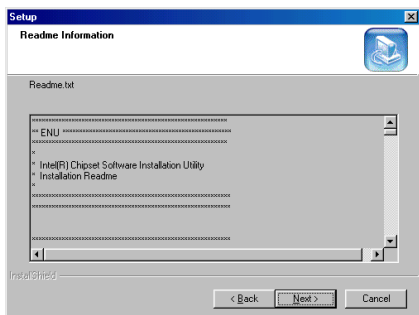 Setup
Readme Information
Readme.txt
** ENU **
* Intel(R) Chipset Software Installation Utility
* Installation Readme
InstallShield
< Back
Next >
Cancel